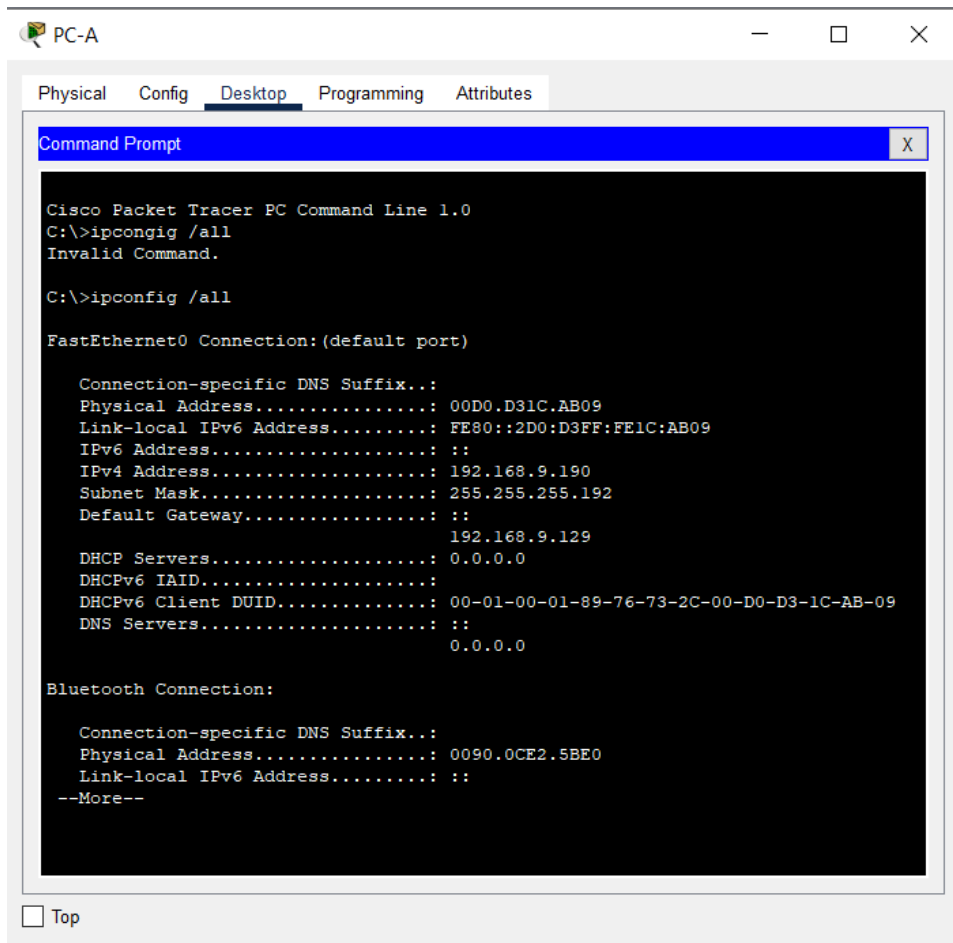 PC-A
Physical Config Desktop Programming Attributes
Command Prompt X
Cisco Packet Tracer PC Command Line 1.0
C:\>ipcongig /all
Invalid Command.
C:\>ipconfig /all
FastEthernet0 Connection:(default port)
Connection-specific DNS Suffix..:
Physical Address................: 00D0.D31C.AB09
Link-local IPv6 Address.........: FE80::2D0:D3FF:FE1C:AB09
IPv6 Address....................: ::
IPv4 Address....................: 192.168.9.190
Subnet Mask.....................: 255.255.255.192
Default Gateway.................: ::
192.168.9.129
DHCP Servers....................: 0.0.0.0
DHCPv6 IAID.....................:
DHCPv6 Client DUID..............: 00-01-00-01-89-76-73-2C-00-D0-D3-1C-AB-09
DNS Servers.....................: ::
0.0.0.0
Bluetooth Connection:
Connection-specific DNS Suffix..:
Physical Address................: 0090.0CE2.5BE0
Link-local IPv6 Address.........: ::
--More--
Top